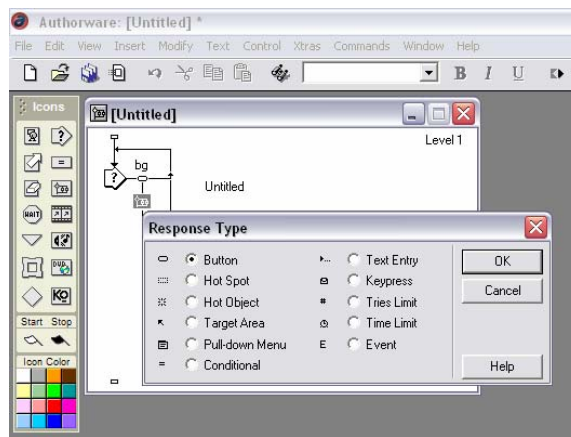 Authorware: [Untitled] *
File Edit View Insert Modify Text Control Xtras Commands Window Help
B I U
Icons
[Untitled]
Level 1
bg
?
Untitled
WAIT
Response Type
Button
Text Entry
OK
Hot Spot
Keypress
Cancel
Hot Object
Tries Limit
Target Area
Time Limit
Pull-down Menu
E Event
Conditional
Help
KO
Start Stop
Icon Color